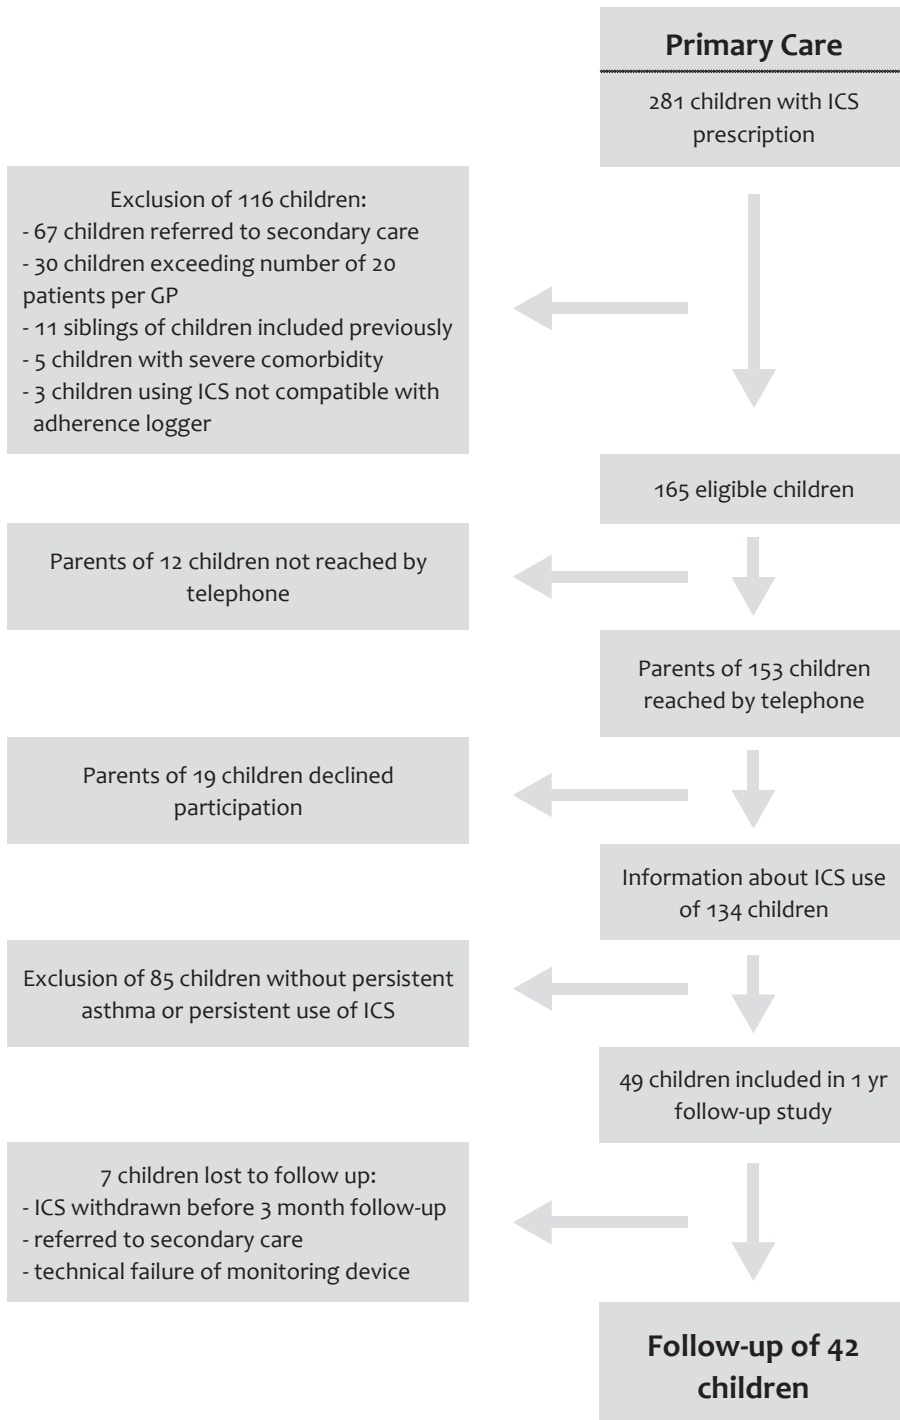 Primary Care
281 children with ICS
prescription
Exclusion of 116 children:
- 67 children referred to secondary care
- 30 children exceeding number of 20
patients per GP
- 11 siblings of children included previously
- 5 children with severe comorbidity
- 3 children using ICS not compatible with
adherence logger
165 eligible children
Parents of 12 children not reached by
telephone
Parents of 153 children
reached by telephone
Parents of 19 children declined
participation
Information about ICS use
of 134 children
Exclusion of 85 children without persistent
asthma or persistent use of ICS
49 children included in 1 yr
follow-up study
7 children lost to follow up:
- ICS withdrawn before 3 month follow-up
- referred to secondary care
- technical failure of monitoring device
Follow-up of 42
children